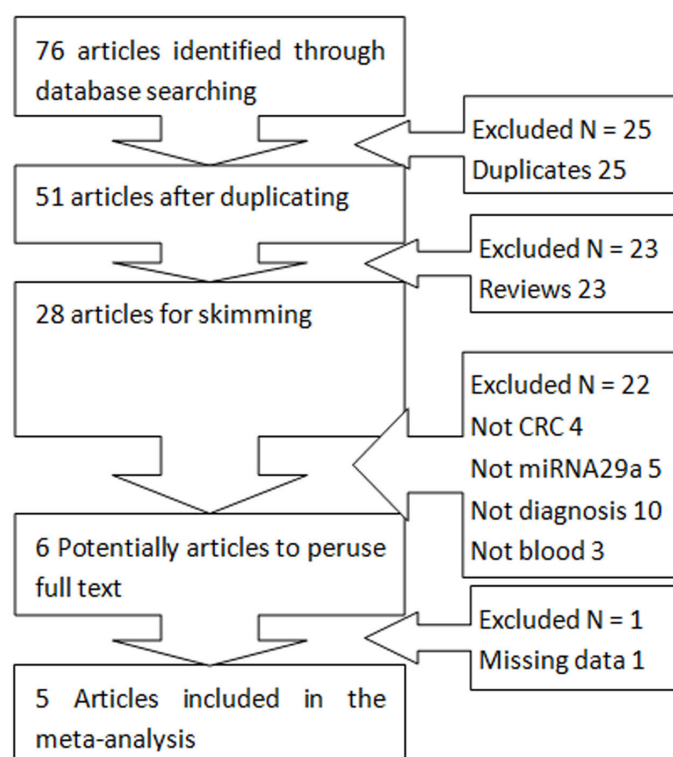 76 articles identified through
database searching
Excluded N = 25
Duplicates 25
51 articles after duplicating
Excluded N = 23
Reviews 23
28 articles for skimming
Excluded N = 22
Not CRC 4
Not miRNA29a 5
Not diagnosis 10
Not blood 3
6 Potentially articles to peruse
full text
Excluded N = 1
Missing data 1
5 Articles included in the
meta-analysis